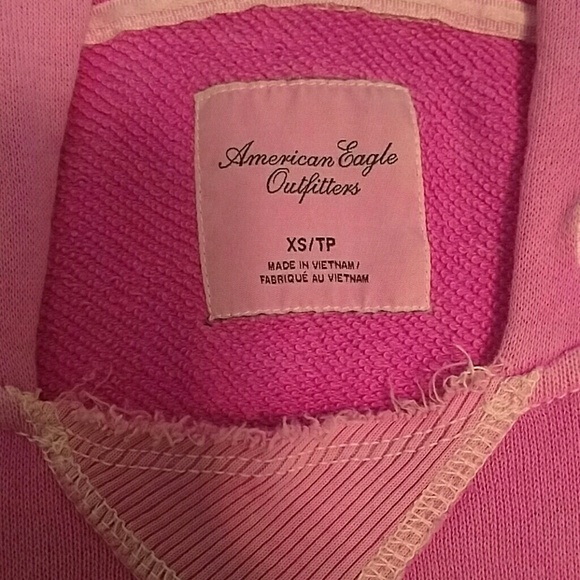 American Eagle
Outfitters
XS/TP
MADE IN VIETNAM/
FABRIQUÉ AU VIETNAM